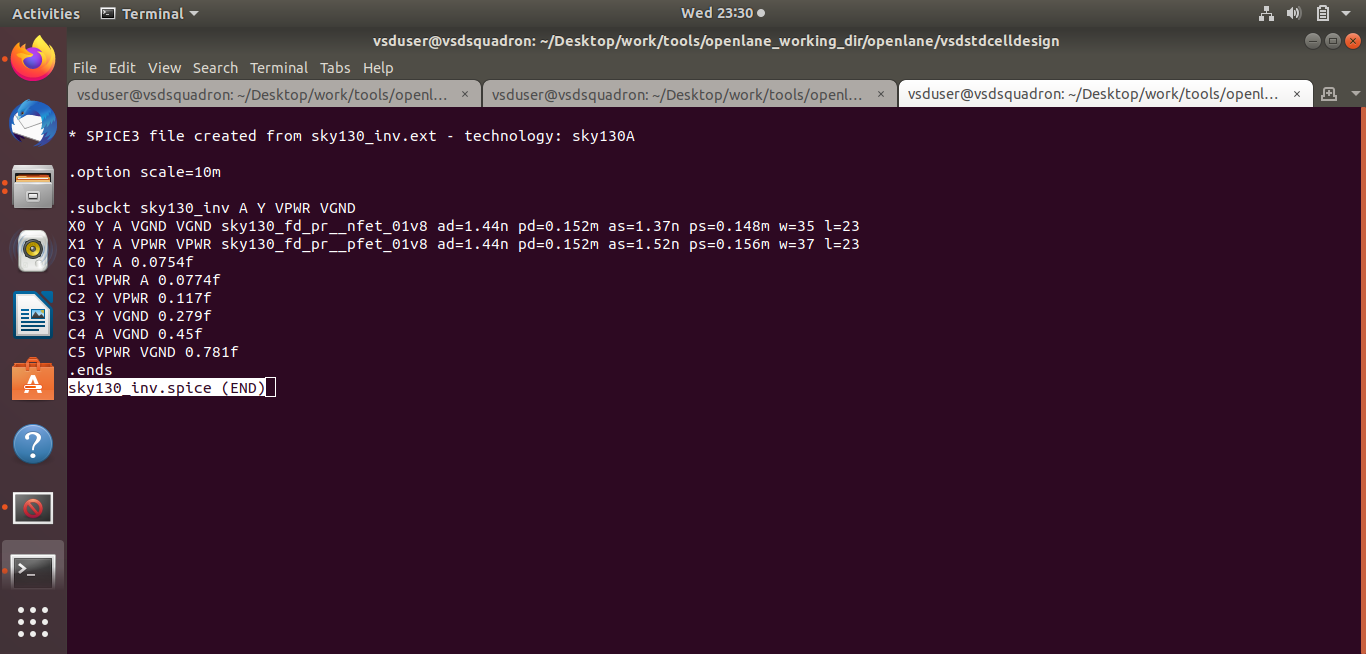 Activities Terminal Wed 23:30
vsduser@vsdsquadron: ~/Desktop/work/tools/openlane_working_dir/openlane/vsdstdcelldesign
File Edit View Search Terminal Tabs Help
vsduser@vsdsquadron: ~/Desktop/work/tools/openl... × vsduser@vsdsquadron: ~/Desktop/work/tools/openl... × vsduser@vsdsquadron: ~/Desktop/work/tools/openl... ×
* SPICE3 file created from sky130_inv.ext - technology: sky130A
.option scale=10m
.subckt sky130_inv A Y VPWR VGND
X0 Y A VGND VGND sky130_fd_pr__nfet_01v8 ad=1.44n pd=0.152m as=1.37n ps=0.148m w=35 l=23
X1 Y A VPWR VPWR sky130_fd_pr__pfet_01v8 ad=1.44n pd=0.152m as=1.52n ps=0.156m w=37 l=23
C0 Y A 0.0754f
C1 VPWR A 0.0774f
C2 Y VPWR 0.117f
C3 Y VGND 0.279f
C4 A VGND 0.45f
C5 VPWR VGND 0.781f
.ends
sky130_inv.spice (END)